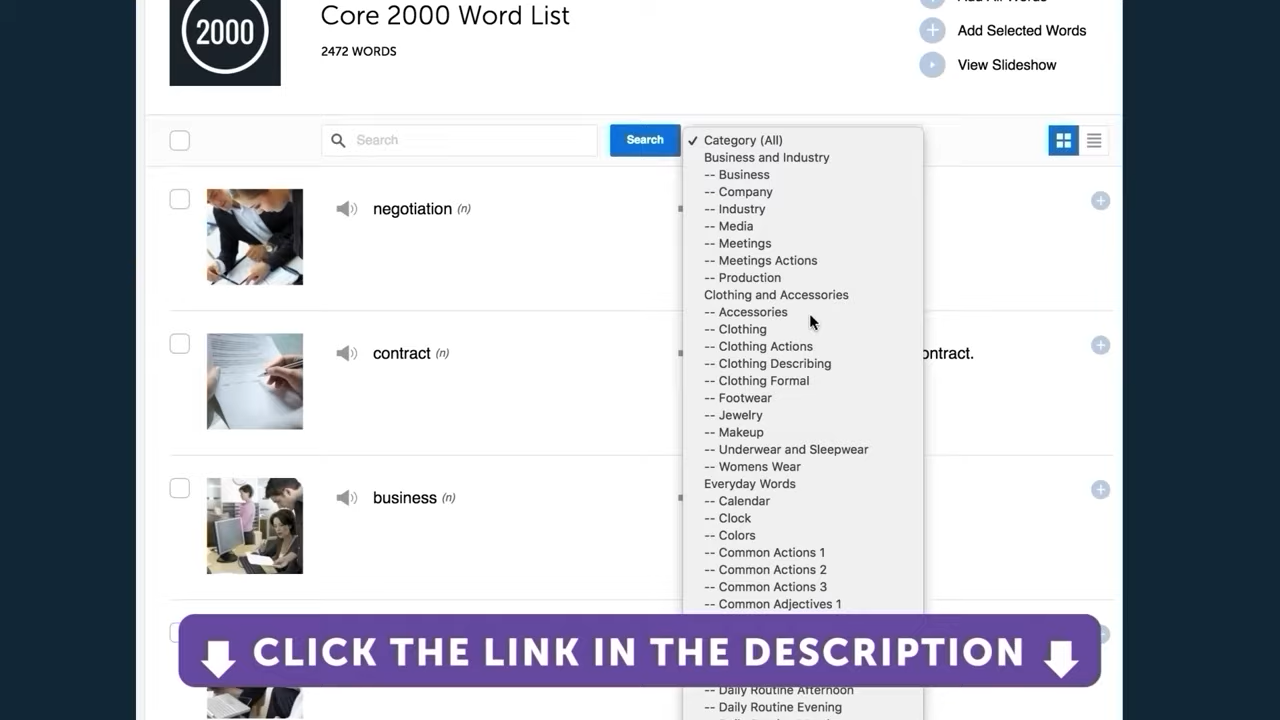 2000
Core 2000 Word List
2472 WORDS
Add Selected Words
View Slideshow
Search
Search
✓ Category (All)
Business and Industry
-- Business
-- Company
-- Industry
-- Media
-- Meetings
-- Meetings Actions
-- Production
Clothing and Accessories
-- Accessories
-- Clothing
-- Clothing Actions
-- Clothing Describing
-- Clothing Formal
-- Footwear
-- Jewelry
-- Makeup
-- Underwear and Sleepwear
-- Womens Wear
Everyday Words
-- Calendar
-- Clock
-- Colors
-- Common Actions 1
-- Common Actions 2
-- Common Actions 3
-- Common Adjectives 1
-- Daily Routine Afternoon
-- Daily Routine Evening
negotiation (n)
contract (n)
ontract.
business (n)
CLICK THE LINK IN THE DESCRIPTION